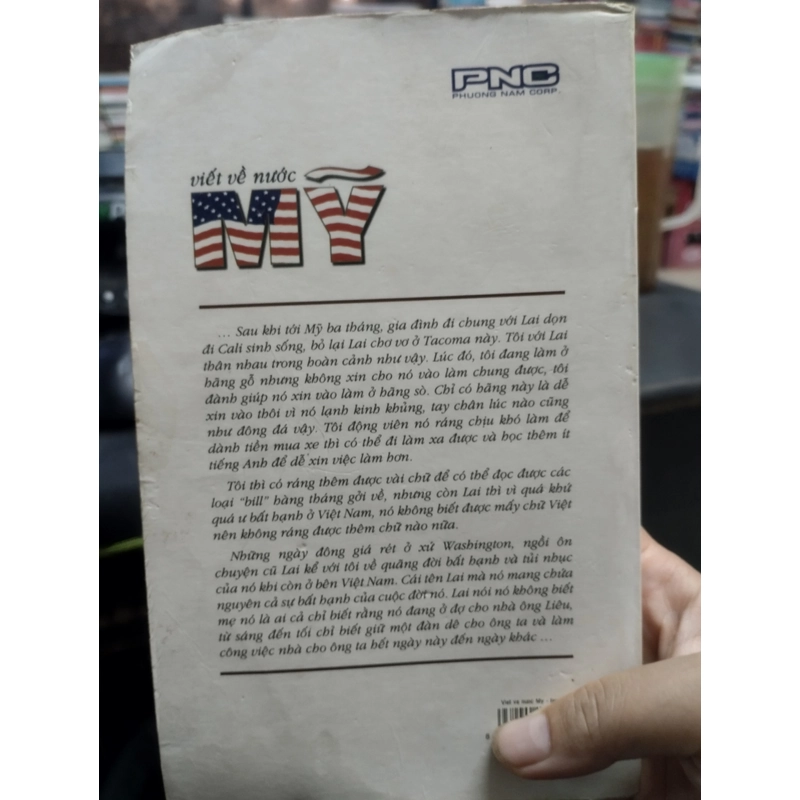 PNC
PHUONG NAM CORP.
viết về nước
MỸ
... Sau khi tới Mỹ ba tháng, gia đình đi chung với Lai dọn
đi Cali sinh sống, bỏ lại Lai chơ vơ ở Tacoma này. Tôi với Lai
thân nhau trong hoàn cảnh như vậy. Lúc đó, tôi đang làm ở
hãng gỗ nhưng không xin cho nó vào làm chung được, tôi
đành giúp nó xin vào làm ở hãng sò. Chỉ có hãng này là dễ
xin vào thôi vì nó lạnh kinh khủng, tay chân lúc nào cũng
như đông đá vậy. Tôi động viên nó ráng chịu khó làm để
dành tiền mua xe thì có thể đi làm xa được và học thêm ít
tiếng Anh để dễ xin việc làm hơn.
Tôi thì có ráng thêm được vài chữ để có thể đọc được các
loại "bill" hàng tháng gởi về, nhưng còn Lai thì vì quá khứ
quá ư bất hạnh ở Việt Nam, nó không biết được mấy chữ Việt
nên không ráng được thêm chữ nào nữa.
Những ngày đông giá rét ở xứ Washington, ngồi ôn
chuyện cũ Lai kể với tôi về quãng đời bất hạnh và tủi nhục
của nó khi còn ở bên Việt Nam. Cái tên Lai mà nó mang chứa
nguyên cả sự bất hạnh của cuộc đời nó. Lai nói nó không biết
mẹ nó là ai cả chỉ biết rằng nó đang ở đợ cho nhà ông Liêu,
từ sáng đến tối chỉ biết giữ một đàn dê cho ông ta và làm
công việc nhà cho ông ta hết ngày này đến ngày khác ...
Viet ve nuoc My
8